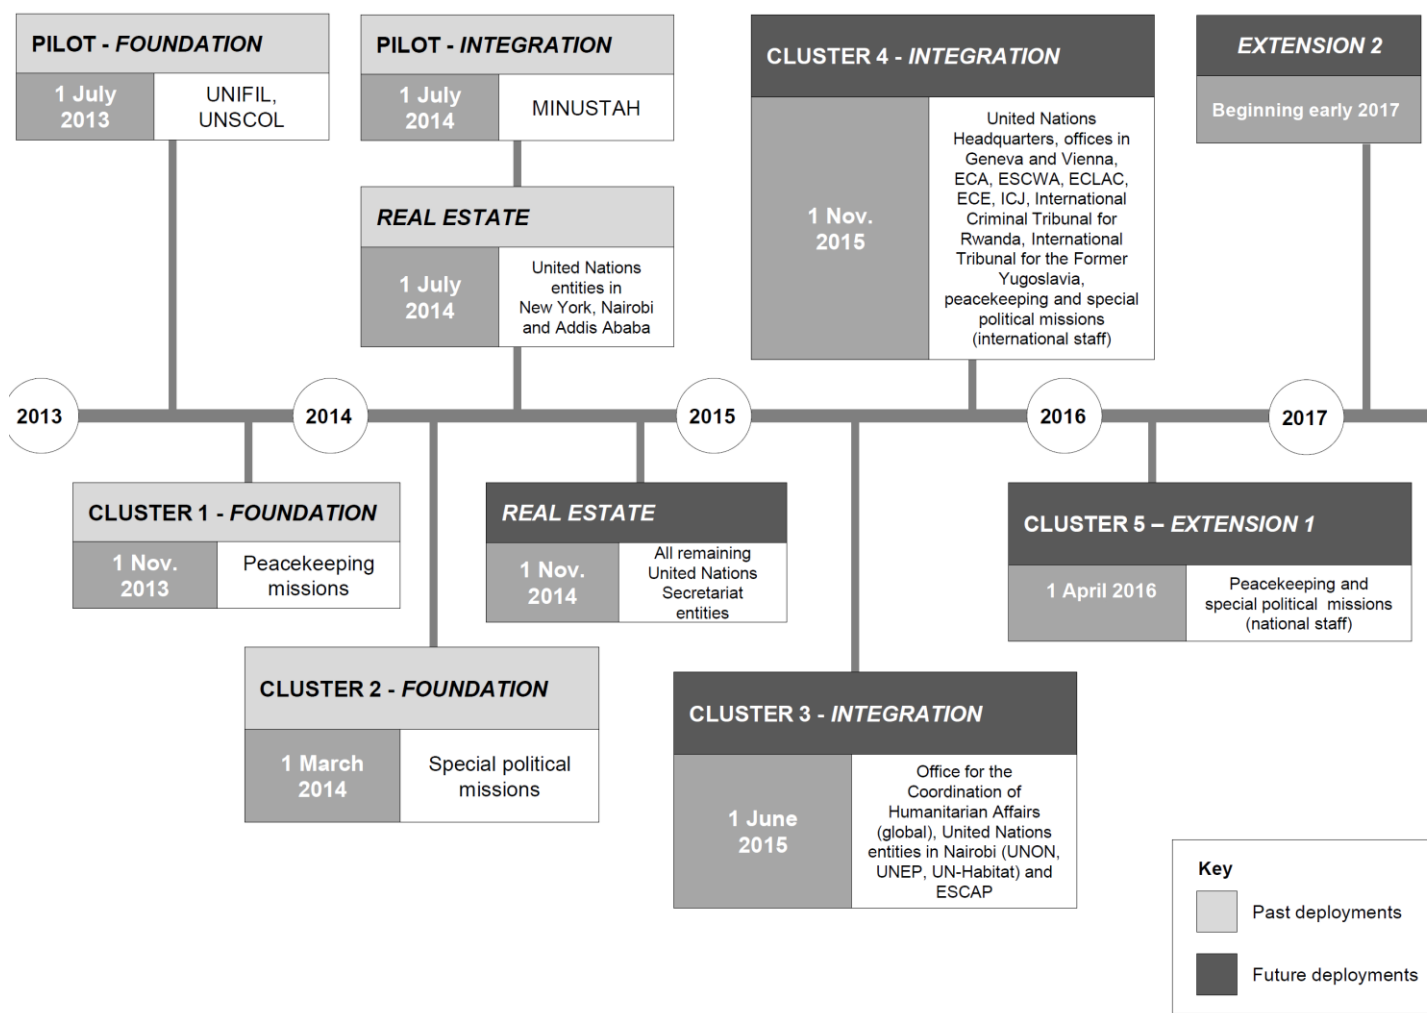 PILOT - FOUNDATION
1 July
2013
UNIFIL,
UNSCOL
PILOT - INTEGRATION
1 July
2014
MINUSTAH
REAL ESTATE
1 July
2014
United Nations
entities in
New York, Nairobi
and Addis Ababa
CLUSTER 4 - INTEGRATION
1 Nov.
2015
United Nations
Headquarters, offices in
Geneva and Vienna,
ECA, ESCWA, ECLAC,
ECE, ICJ, International
Criminal Tribunal for
Rwanda, International
Tribunal for the Former
Yugoslavia,
peacekeeping and special
political missions
(international staff)
EXTENSION 2
Beginning early 2017
2013
2014
2015
2016
2017
CLUSTER 1 - FOUNDATION
1 Nov.
2013
Peacekeeping
missions
CLUSTER 2 - FOUNDATION
1 March
2014
Special political
missions
REAL ESTATE
1 Nov.
2014
All remaining
United Nations
Secretariat
entities
CLUSTER 3 - INTEGRATION
1 June
2015
Office for the
Coordination of
Humanitarian Affairs
(global), United Nations
entities in Nairobi (UNON,
UNEP, UN-Habitat) and
ESCAP
CLUSTER 5 – EXTENSION 1
1 April 2016
Peacekeeping and
special political missions
(national staff)
Key
Past deployments
Future deployments